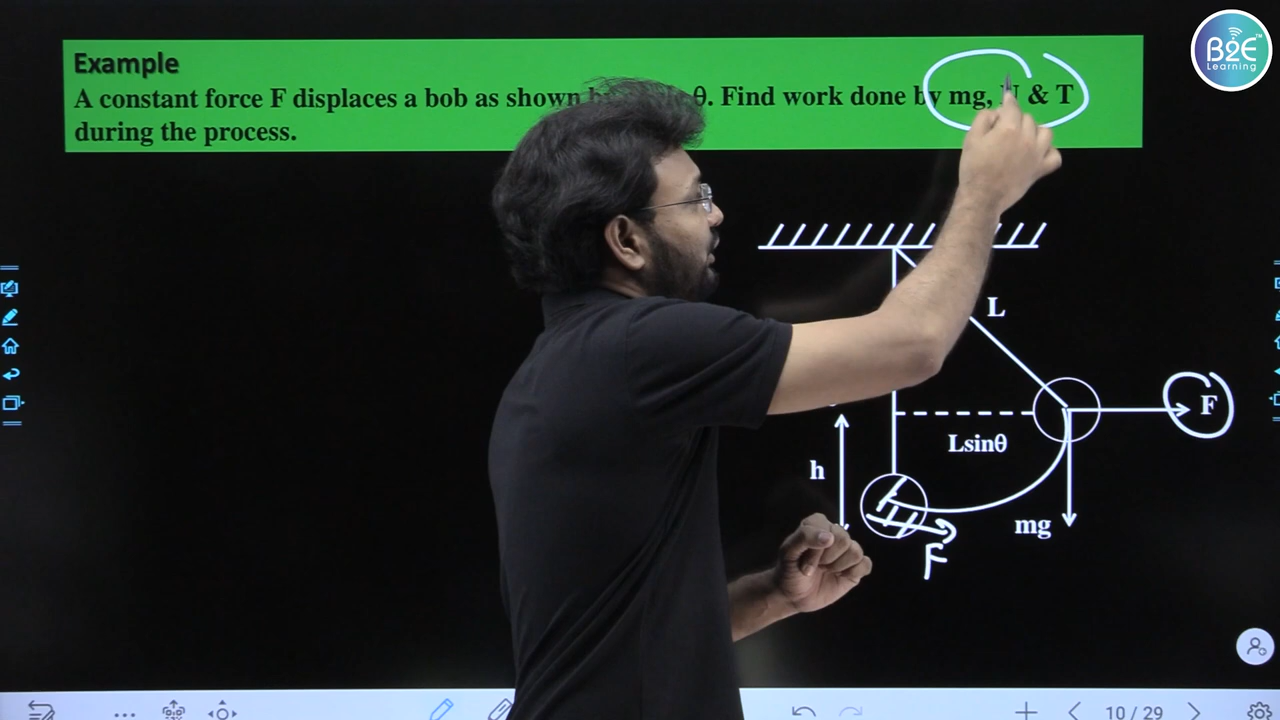 B2E
Learning
TM
Example
A constant force F displaces a bob as shown θ. Find work done by mg, & T
during the process.
L
F
Lsinθ
h
mg
F
10 / 29